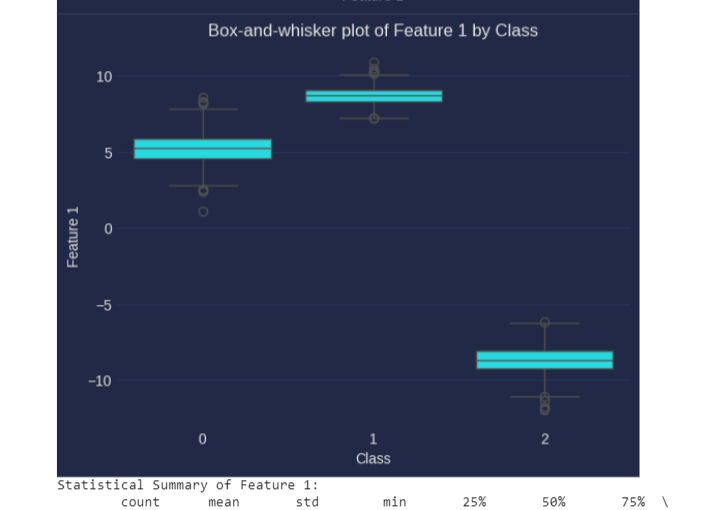 Box-and-whisker plot of Feature 1 by Class
10
5
0
−5
−10
Feature 1
0 1 2
Class
Statistical Summary of Feature 1:
count mean std min 25% 50% 75% \